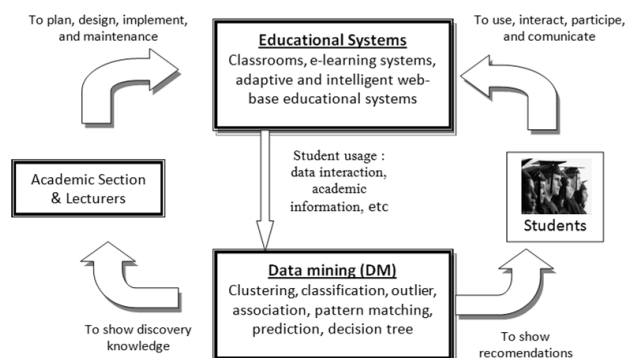 To plan, design, implement,
and maintenance
Educational Systems
Classrooms, e-learning systems,
adaptive and intelligent web-
base educational systems
To use, interact, participe,
and comunicate
Student usage :
data interaction,
academic
information, etc
Academic Section
& Lecturers
Students
Data mining (DM)
Clustering, classification, outlier,
association, pattern matching,
prediction, decision tree
To show discovery
knowledge
To show
recomendations